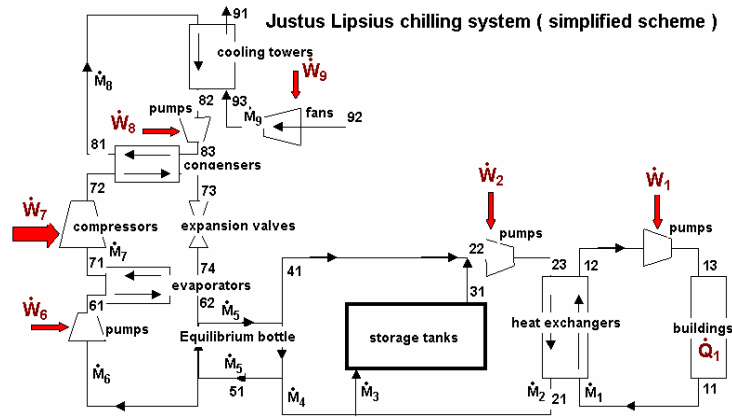 91
Justus Lipsius chilling system ( simplified scheme )
cooling towers
Ṁ8
Ẇ9
82 93
pumps
Ṁ9
fans
92
Ẇ8
81
83
condensers
72
73
Ẇ2
Ẇ1
Ẇ7
compressors
expansion valves
pumps
pumps
Ṁ7
71
74
41
22
23 12
13
evaporators
61
62
31
Ẇ6
pumps
Ṁ5
Equilibrium bottle
storage tanks
heat exchangers
buildings
Q̇1
Ṁ5
51
Ṁ6
Ṁ4
Ṁ3
Ṁ2
21
Ṁ1
11